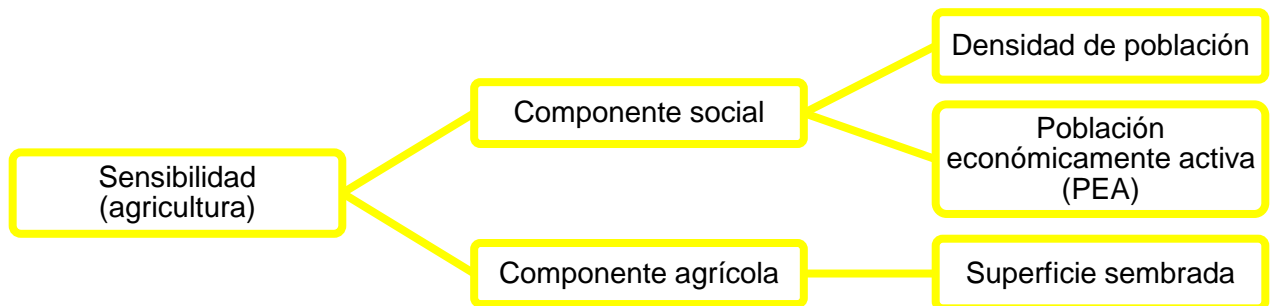 Sensibilidad
(agricultura)
Componente social
Componente agrícola
Densidad de población
Población
económicamente activa
(PEA)
Superficie sembrada